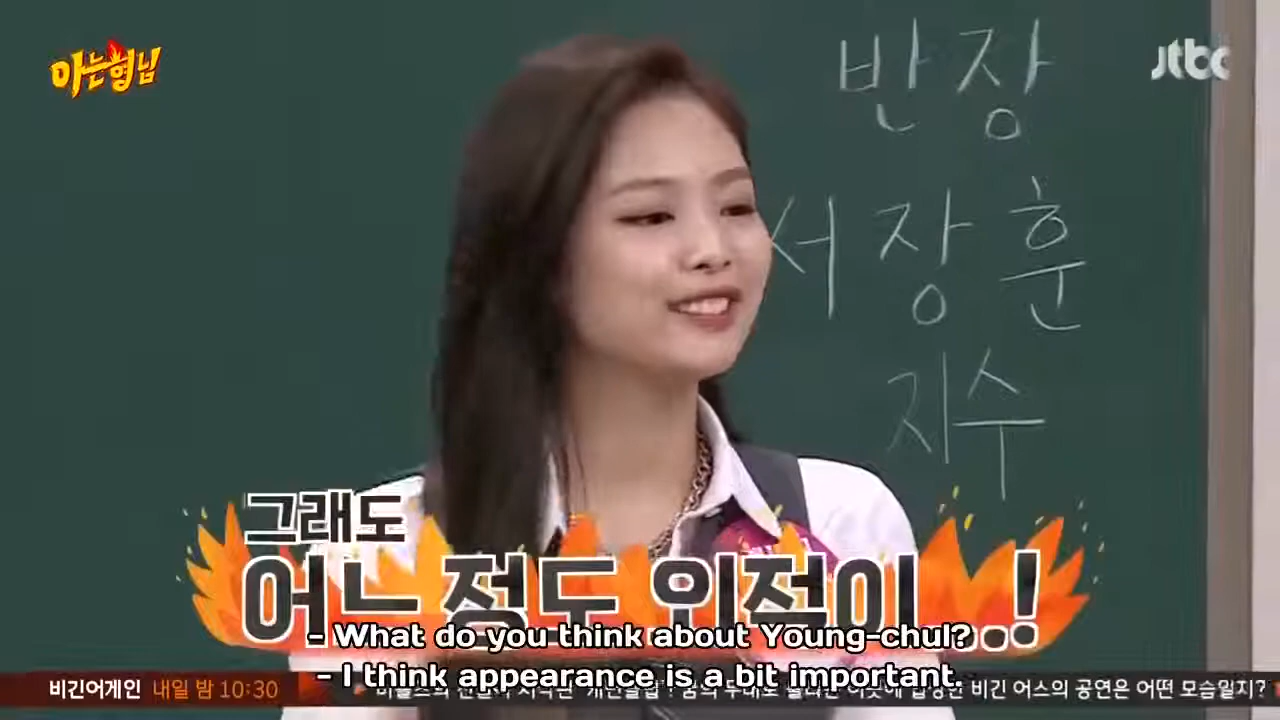 아는형님
jtbc
반장
서장훈
지수
그래도
어느 정도 외적이..!
- What do you think about Young-chul?
- I think appearance is a bit important.
비긴어게인 내일 밤 10:30
비긴 어스의 공연은 어떤 모습일지?